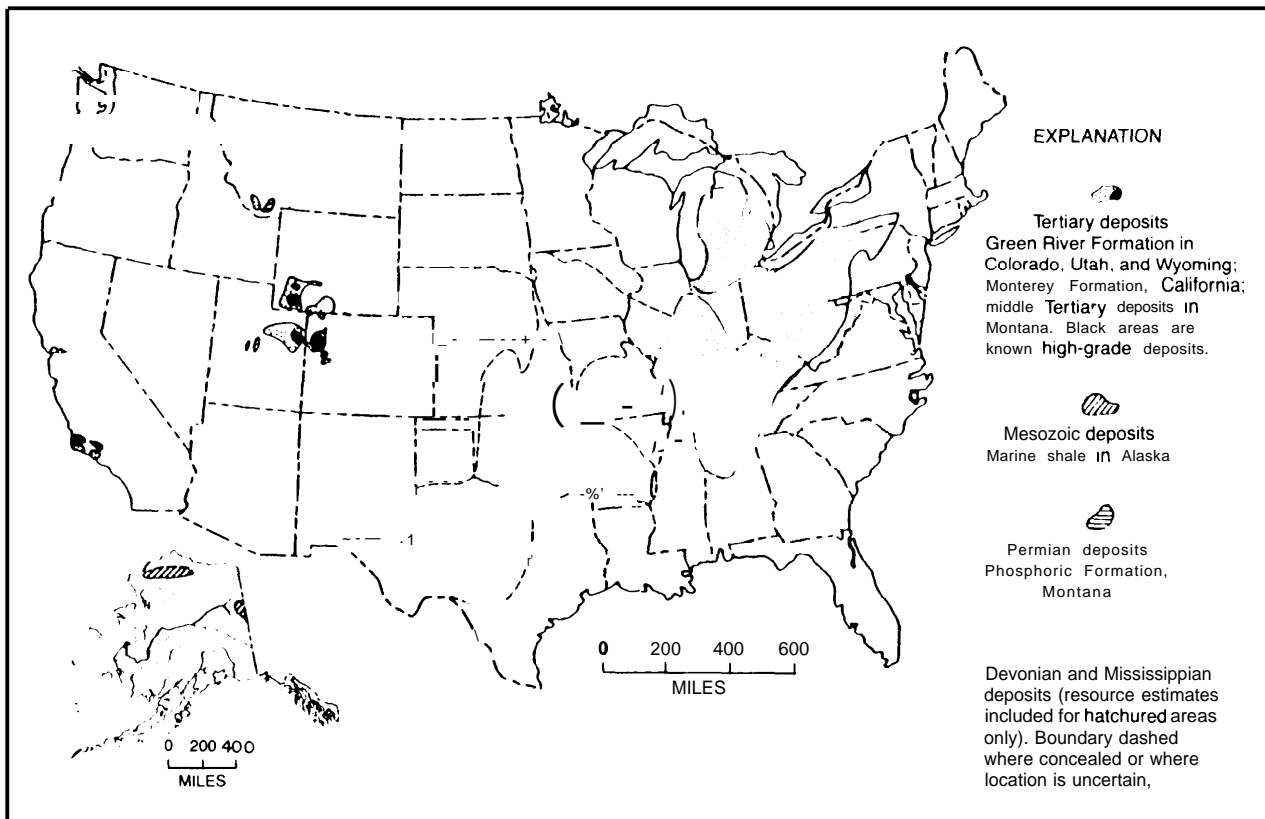 EXPLANATION
Tertiary deposits
Green River Formation in
Colorado, Utah, and Wyoming;
Monterey Formation, California;
middle Tertiary deposits in
Montana. Black areas are
known high-grade deposits.
Mesozoic deposits
Marine shale in Alaska
Permian deposits
Phosphoric Formation,
Montana
Devonian and Mississippian
deposits (resource estimates
included for hatchured areas
only). Boundary dashed
where concealed or where
location is uncertain,
0 200 400 600
MILES
0 200 400
MILES